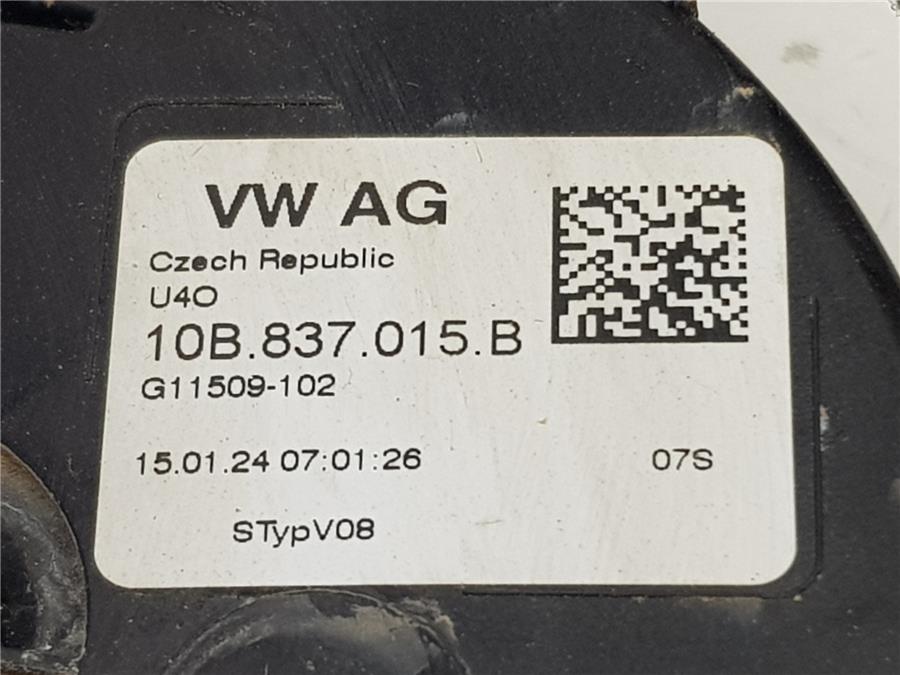 VW AG
Czech Republic
U4O
10B.837.015.B
G11509-102
15.01.24 07:01:26 07S
STypV08